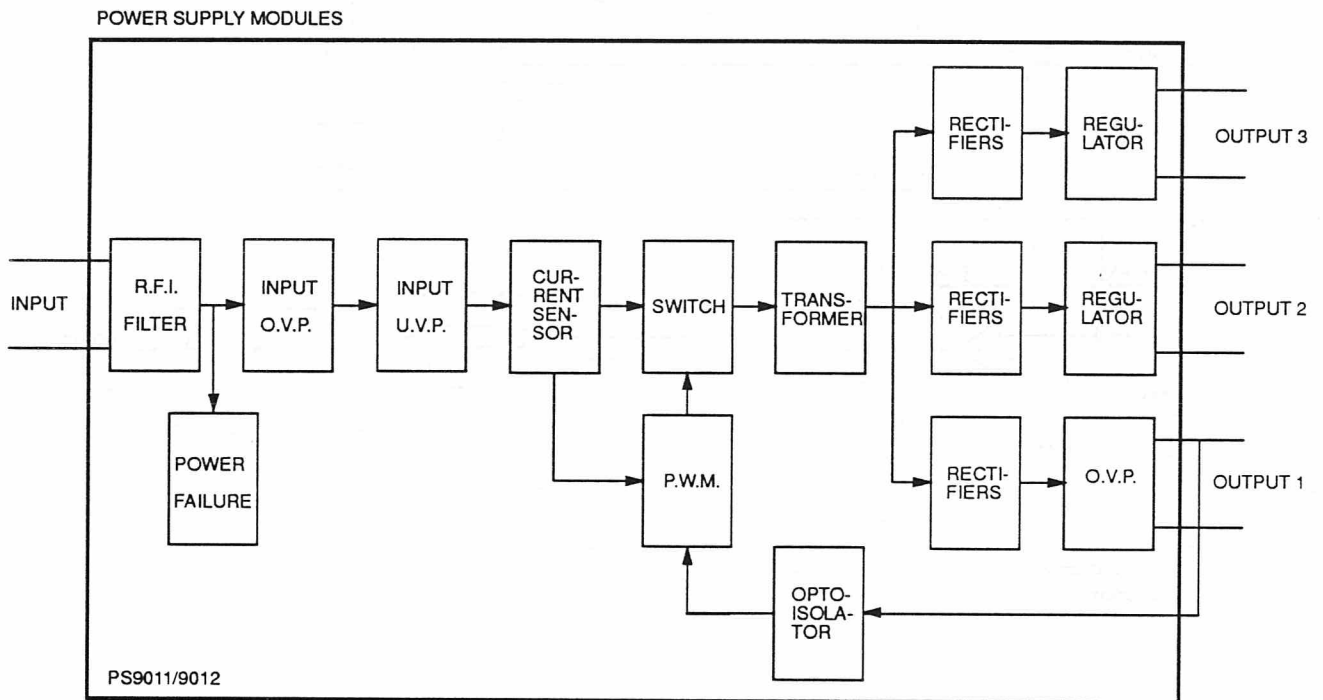 POWER SUPPLY MODULES
RECTI-
FIERS
REGU-
LATOR
OUTPUT 3
INPUT
R.F.I.
FILTER
INPUT
O.V.P.
INPUT
U.V.P.
CUR-
RENT
SEN-
SOR
SWITCH
TRANS-
FORMER
RECTI-
FIERS
REGU-
LATOR
OUTPUT 2
POWER
FAILURE
P.W.M.
RECTI-
FIERS
O.V.P.
OUTPUT 1
OPTO-
ISOLA-
TOR
PS9011/9012